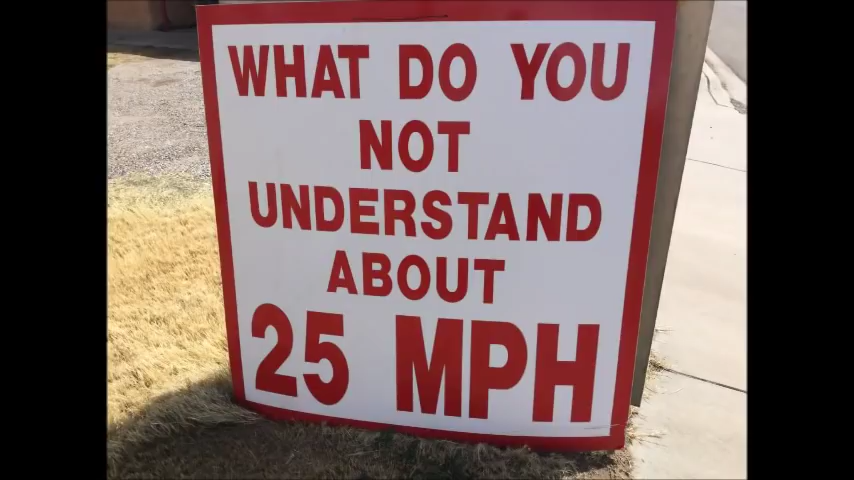 WHAT DO YOU
NOT
UNDERSTAND
ABOUT
25 MPH